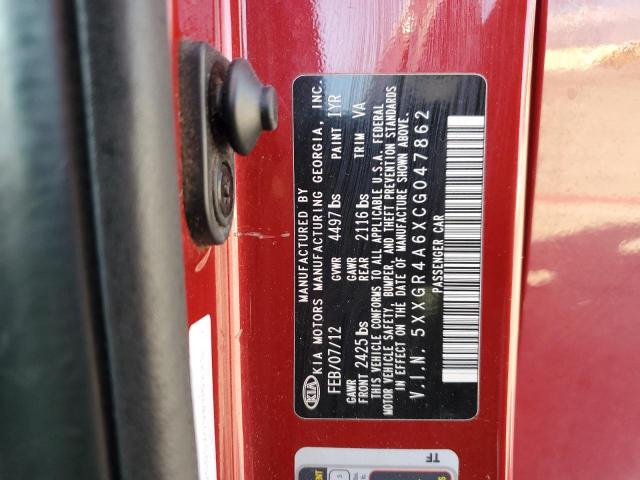 MANUFACTURED BY
KIA KIA MOTORS MANUFACTURING GEORGIA, INC.
FEB/07/12 GVWR 4497 lbs PAINT IYR
GAWR FRONT 2425 lbs GAWR REAR 2116 lbs TRIM VA
THIS VEHICLE CONFORMS TO ALL APPLICABLE U.S.A. FEDERAL
MOTOR VEHICLE SAFETY, BUMPER, AND THEFT PREVENTION STANDARDS
IN EFFECT ON THE DATE OF MANUFACTURE SHOWN ABOVE.
V.I.N. 5XXGR4A6XCG047862
PASSENGER CAR
TF